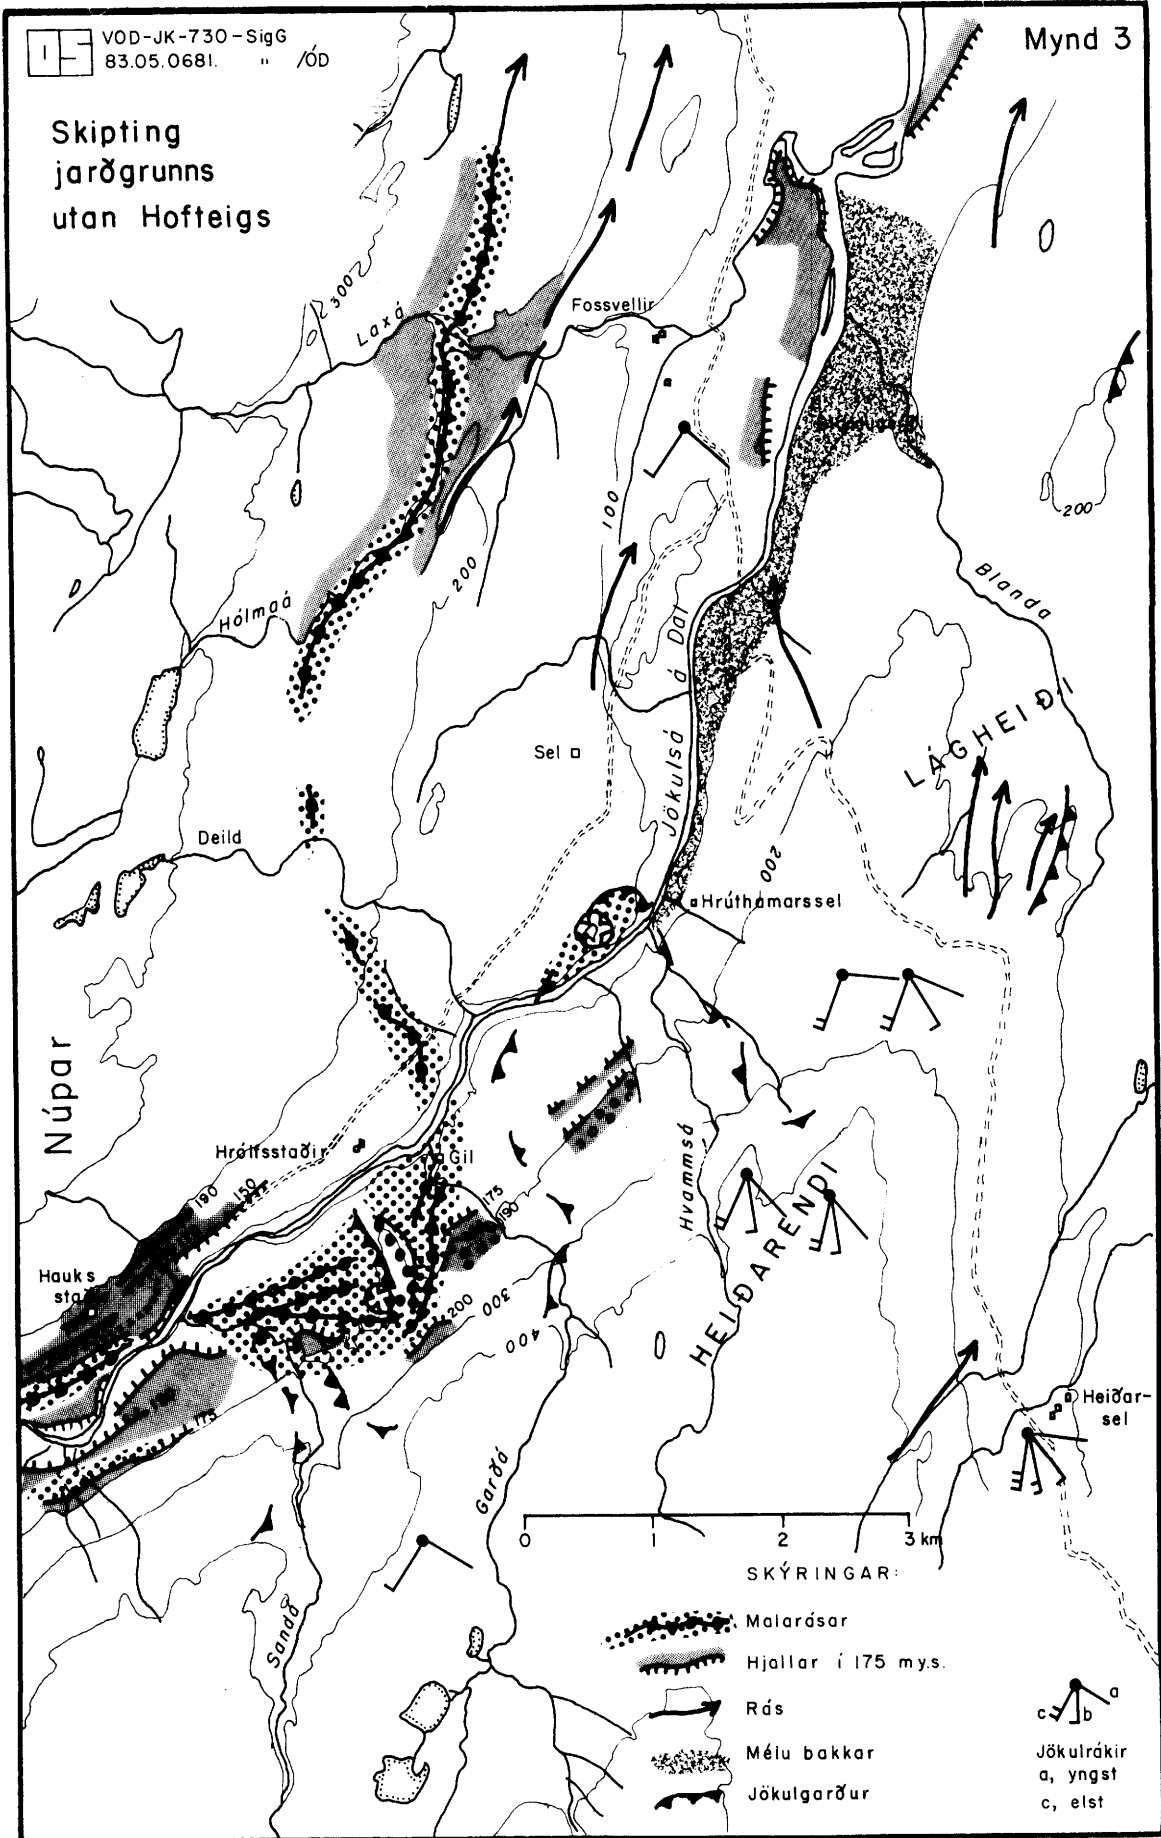 OS
VOD-JK-730-SigG
83.05.0681. " /ÓD
Mynd 3
Skipting
jarðgrunns
utan Hofteigs
300
Laxá
Fossvellir
100
200
200
Blanda
Hólmaá
Jökulsá á Dal
LÁGHEIÐI
Sel
Deild
200
Hrúthamarssel
Núpar
Hrólfsstaðir
Gil
190
150
175
190
Hvammsá
HEIÐARENDI
Hauks
200
300
400
175
Heiðar-
sel
Garðá
Sandá
0 1 2 3 km
SKÝRINGAR:
Malarásar
Hjallar í 175 m y.s.
Rás
Mélu bakkar
Jökulgarður
a
b
c
Jökulrákir
a, yngst
c, elst